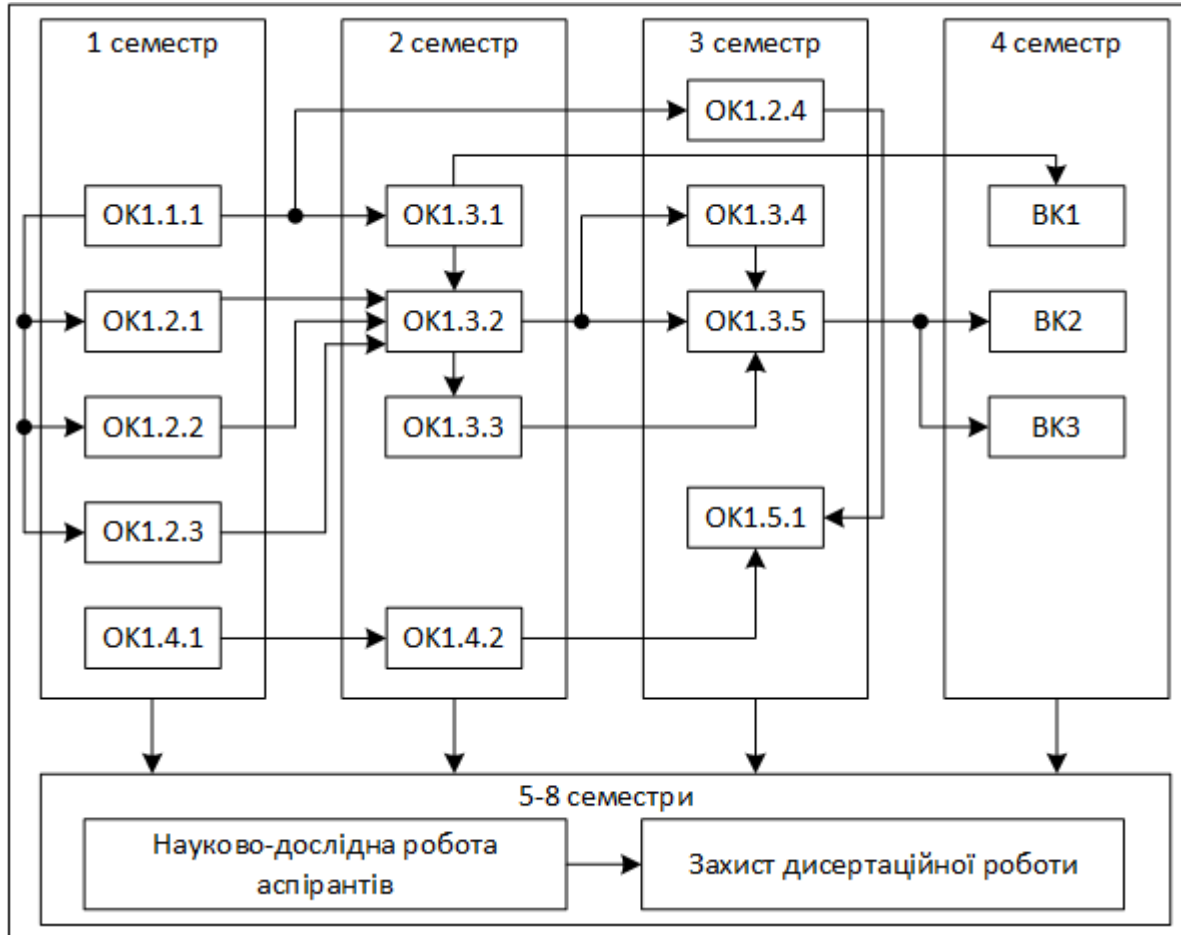 1 семестр
2 семестр
3 семестр
4 семестр
ОК1.2.4
ОК1.1.1
ОК1.3.1
ОК1.3.4
ВК1
ОК1.2.1
ОК1.3.2
ОК1.3.5
ВК2
ОК1.2.2
ОК1.3.3
ВК3
ОК1.2.3
ОК1.5.1
ОК1.4.1
ОК1.4.2
5-8 семестри
Науково-дослідна робота
аспірантів
Захист дисертаційної роботи